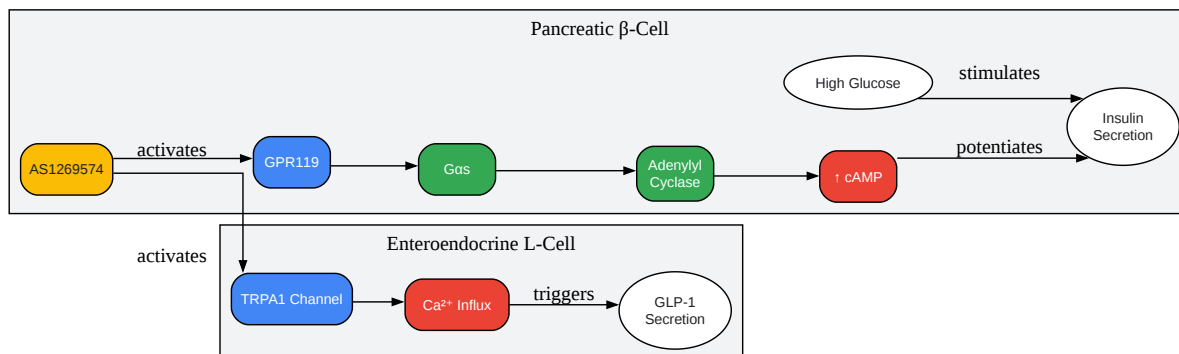 Pancreatic β-Cell
High Glucose
stimulates
Insulin
Secretion
AS1269574
activates
GPR119
Gαs
Adenylyl
Cyclase
↑ cAMP
potentiates
Enteroendocrine L-Cell
activates
TRPA1 Channel
Ca²⁺ Influx
triggers
GLP-1
Secretion